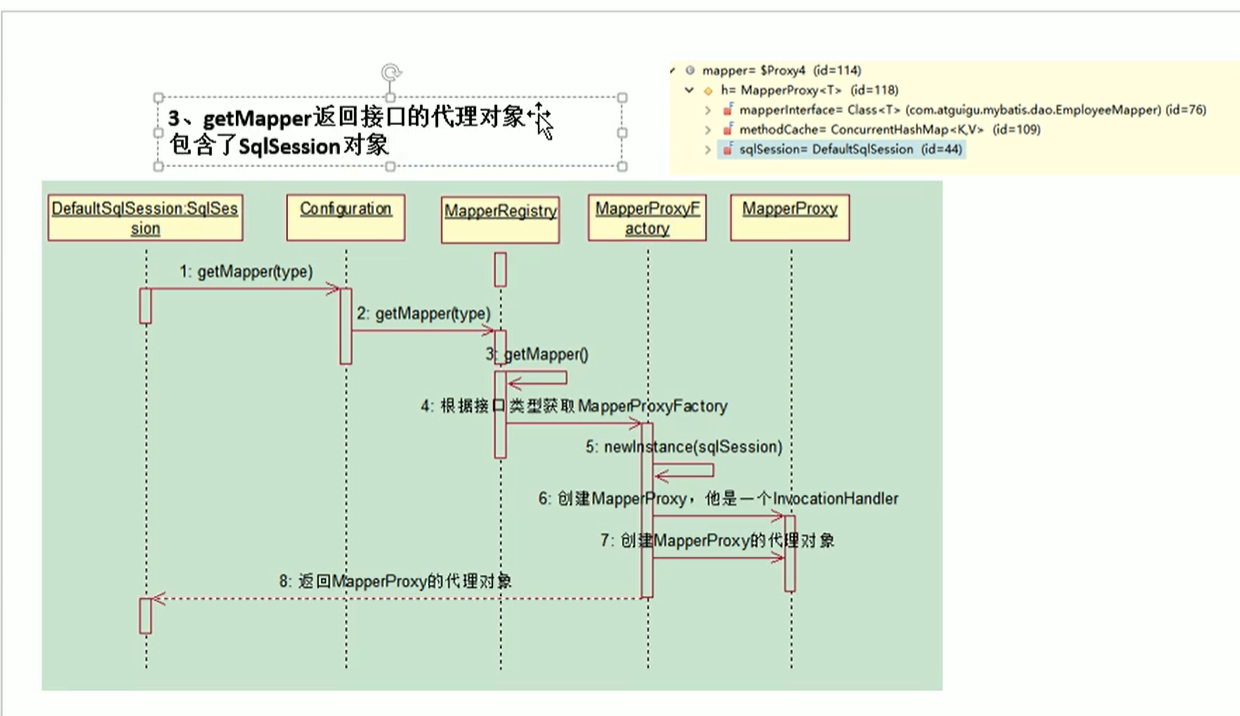 3、getMapper返回接口的代理对象
包含了SqlSession对象
mapper= $Proxy4 (id=114)
h= MapperProxy<T> (id=118)
mapperInterface= Class<T> (com.atguigu.mybatis.dao.EmployeeMapper) (id=76)
methodCache= ConcurrentHashMap<K,V> (id=109)
sqlSession= DefaultSqlSession (id=44)
DefaultSqlSession:SqlSes
sion
Configuration
MapperRegistry
MapperProxyF
actory
MapperProxy
1: getMapper(type)
2: getMapper(type)
3: getMapper()
4: 根据接口类型获取MapperProxyFactory
5: newInstance(sqlSession)
6: 创建MapperProxy，他是一个InvocationHandler
7: 创建MapperProxy的代理对象
8: 返回MapperProxy的代理对象